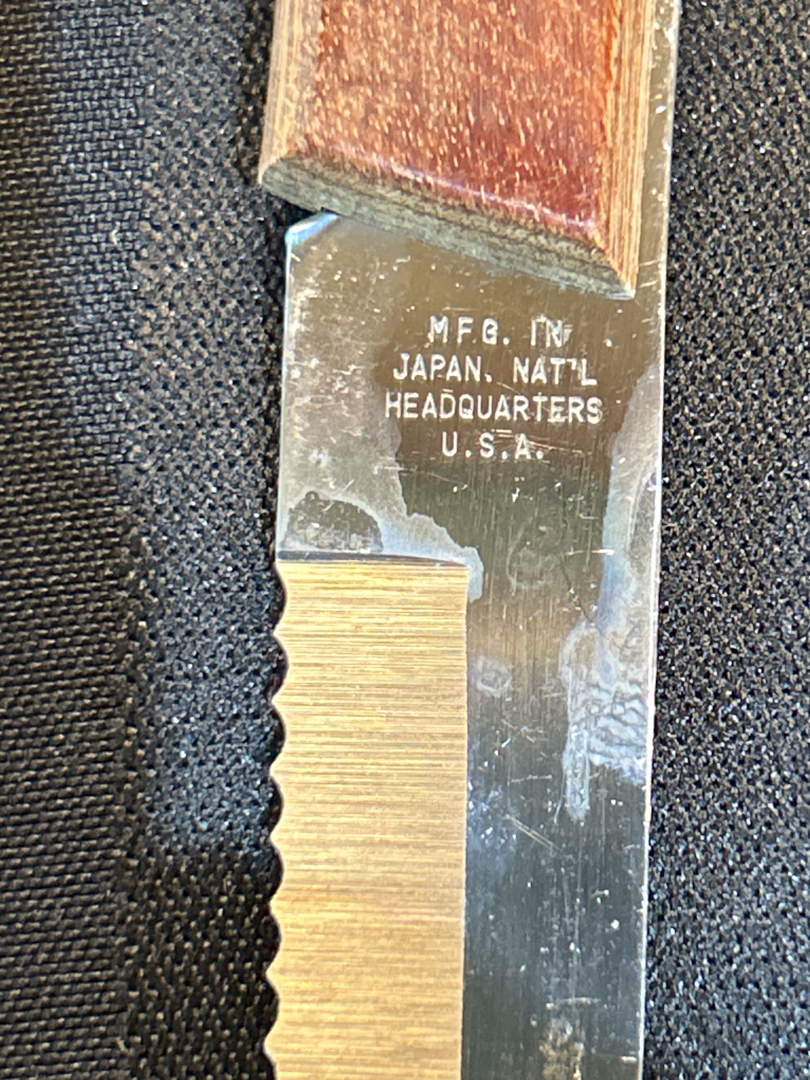 MFG. IN
JAPAN. NAT'L
HEADQUARTERS
U.S.A.